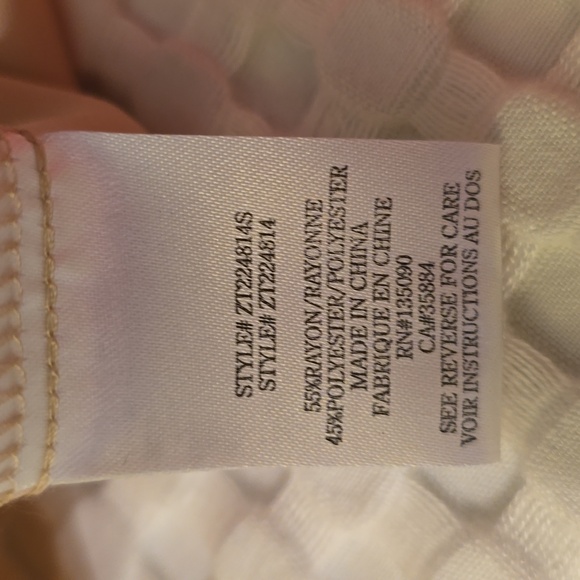 STYLE# ZT224814S
STYLE# ZT224814
55%RAYON/RAYONNE
45%POLYESTER/POLYESTER
MADE IN CHINA
FABRIQUE EN CHINE
RN#135090
CA#35884
SEE REVERSE FOR CARE
VOIR INSTRUCTIONS AU DOS